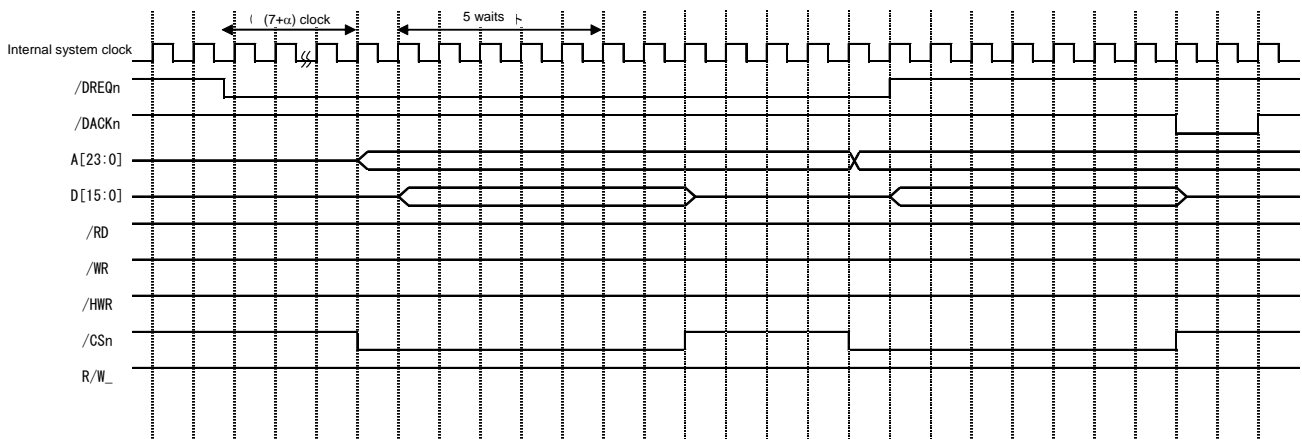 (7+α) clock
5 waits
Internal system clock
/DREQn
/DACKn
A[23:0]
D[15:0]
/RD
/WR
/HWR
/CSn
R/W_